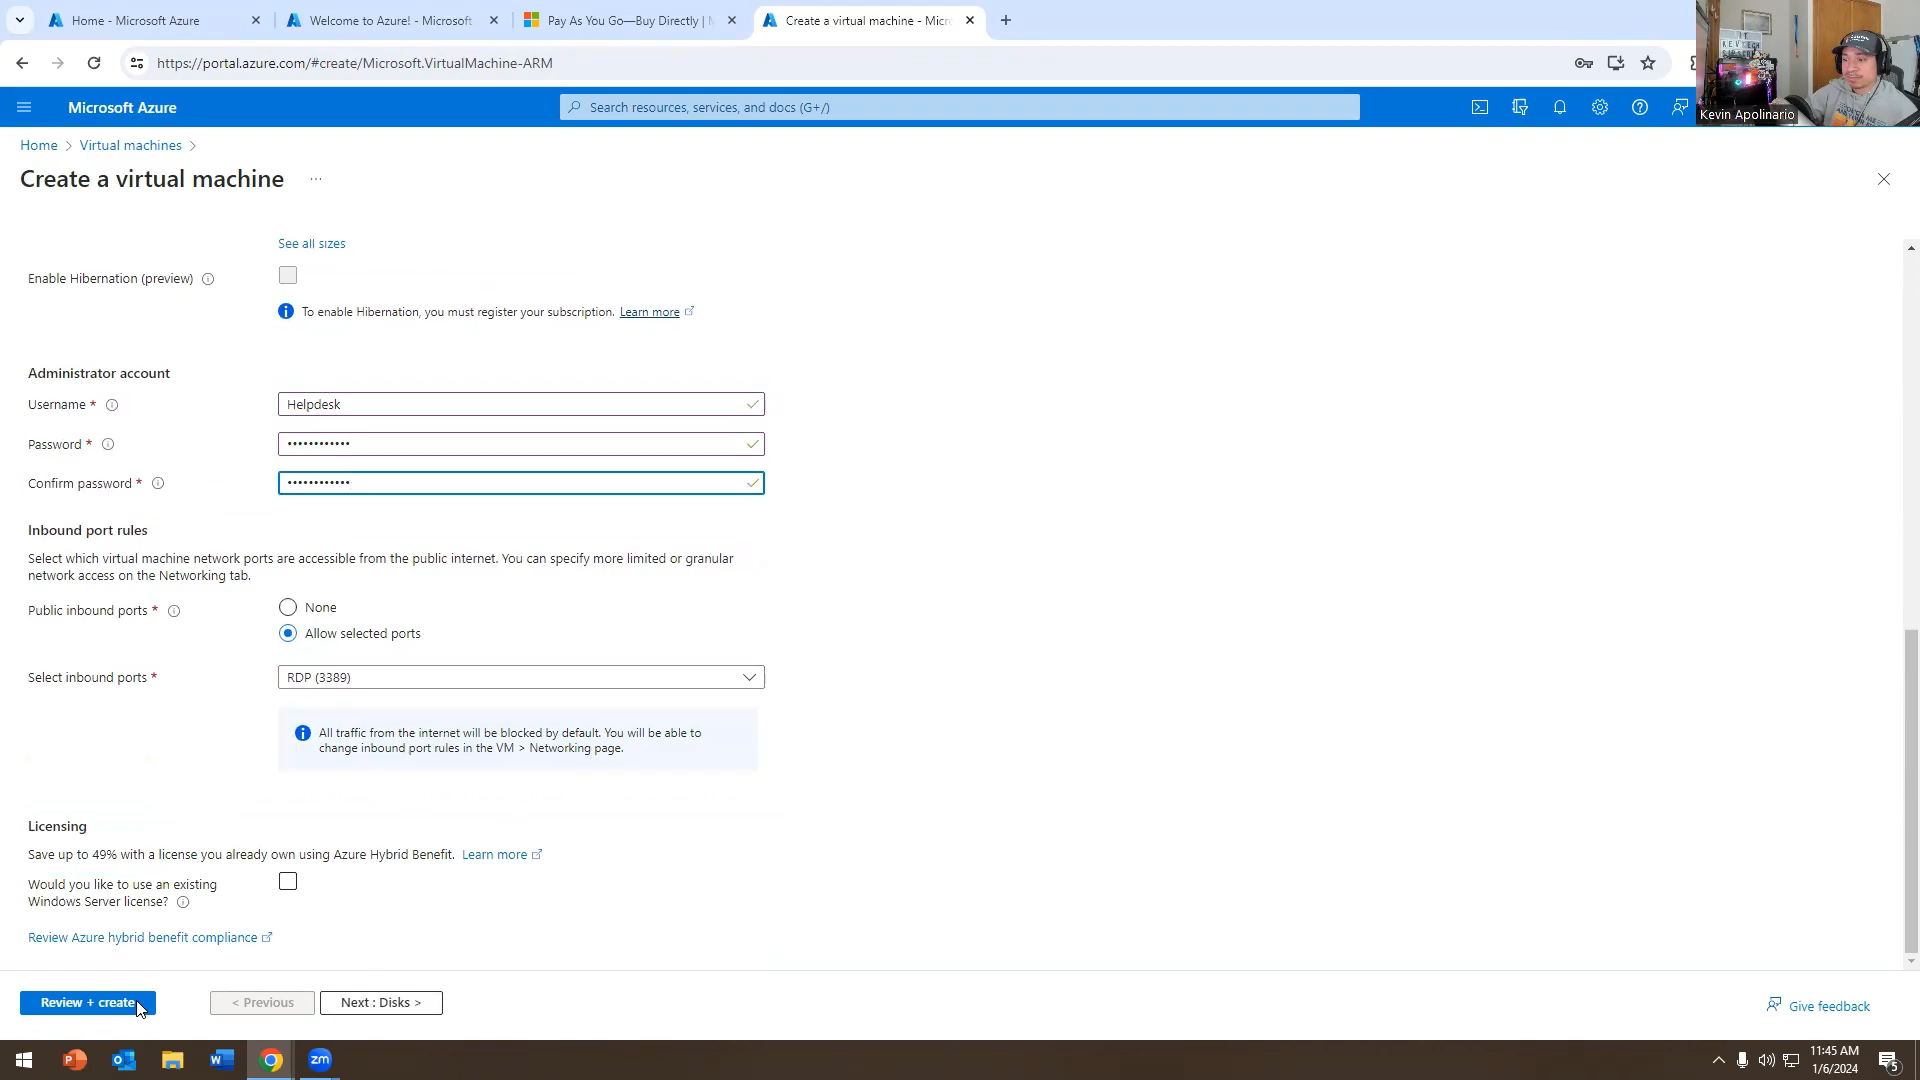 Home - Microsoft Azure
Welcome to Azure! - Microsoft
Pay As You Go—Buy Directly |
Create a virtual machine - Micr
https://portal.azure.com/#create/Microsoft.VirtualMachine-ARM
Microsoft Azure
Search resources, services, and docs (G+/)
Kevin Apolinario
Home > Virtual machines >
Create a virtual machine ...
See all sizes
Enable Hibernation (preview)
To enable Hibernation, you must register your subscription. Learn more
Administrator account
Username *
Helpdesk
Password *
••••••••••••
Confirm password *
••••••••••••
Inbound port rules
Select which virtual machine network ports are accessible from the public internet. You can specify more limited or granular
network access on the Networking tab.
Public inbound ports *
None
Allow selected ports
Select inbound ports *
RDP (3389)
All traffic from the internet will be blocked by default. You will be able to
change inbound port rules in the VM > Networking page.
Licensing
Save up to 49% with a license you already own using Azure Hybrid Benefit. Learn more
Would you like to use an existing
Windows Server license?
Review Azure hybrid benefit compliance
Review + create
< Previous
Next : Disks >
Give feedback
zm
11:45 AM
1/6/2024
5